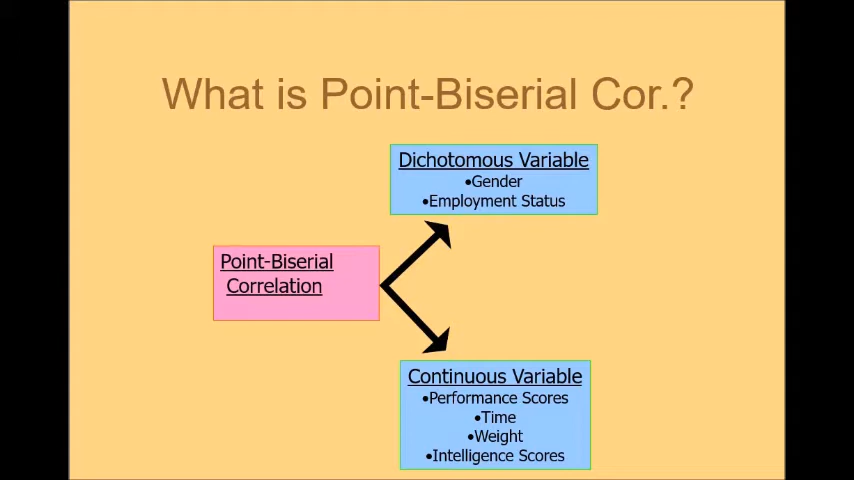 What is Point-Biserial Cor.?
Dichotomous Variable
•Gender
•Employment Status
Point-Biserial
Correlation
Continuous Variable
•Performance Scores
•Time
•Weight
•Intelligence Scores